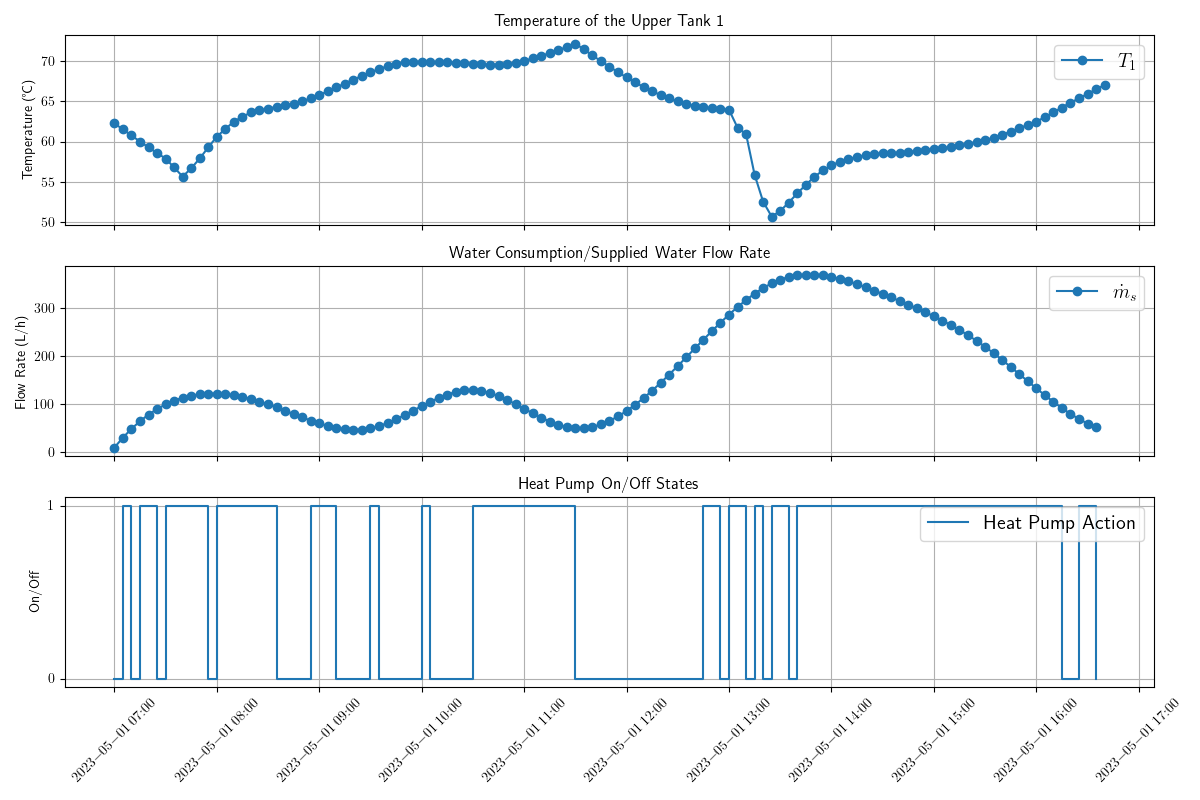 Temperature of the Upper Tank 1
Temperature (°C)
70
65
60
55
50
T₁
Water Consumption/Supplied Water Flow Rate
Flow Rate (L/h)
300
200
100
0
ṁₛ
Heat Pump On/Off States
On/Off
1
0
Heat Pump Action
2023−05−01 07:00
2023−05−01 08:00
2023−05−01 09:00
2023−05−01 10:00
2023−05−01 11:00
2023−05−01 12:00
2023−05−01 13:00
2023−05−01 14:00
2023−05−01 15:00
2023−05−01 16:00
2023−05−01 17:00